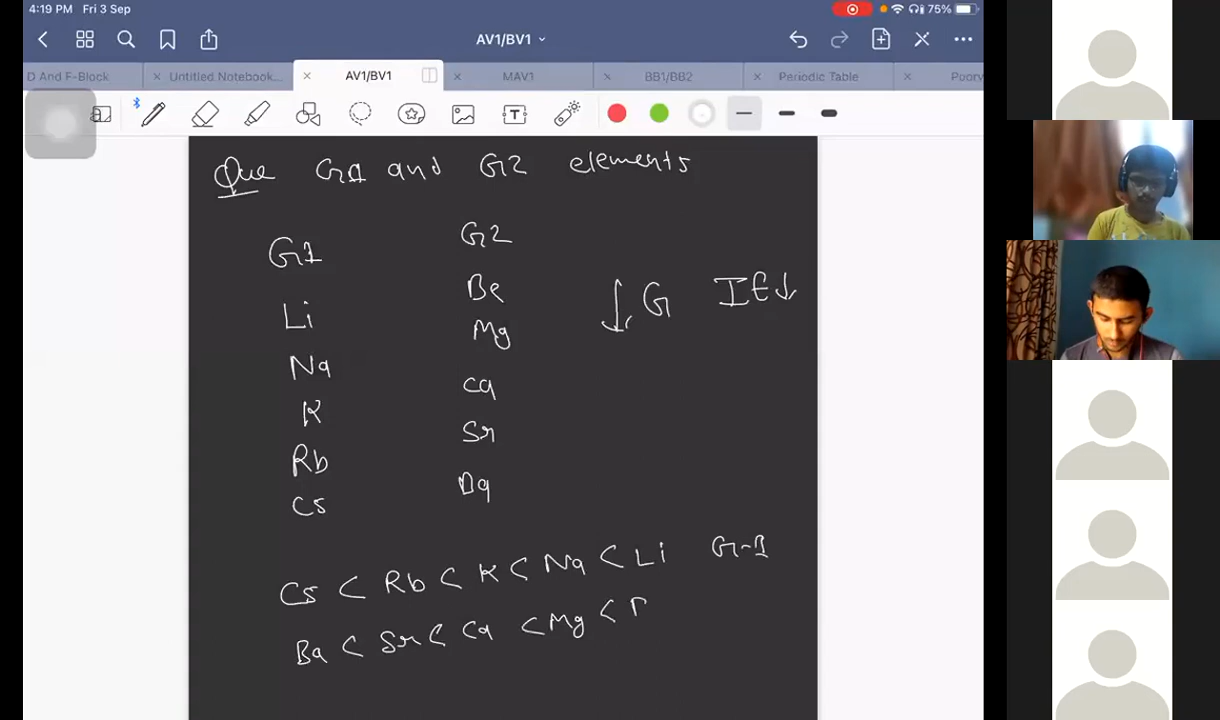 4:19 PM Fri 3 Sep
75%
AV1/BV1
D And F-Block
Untitled Notebook...
AV1/BV1
MAV1
BB1/BB2
Periodic Table
Poorv
Que G1 and G2 elements
G1 G2
Li Be
Na Mg
K Ca
Rb Sr
Cs Ba
↓ G IE↓
Cs < Rb < K < Na < Li G-1
Ba < Sr < Ca < Mg <